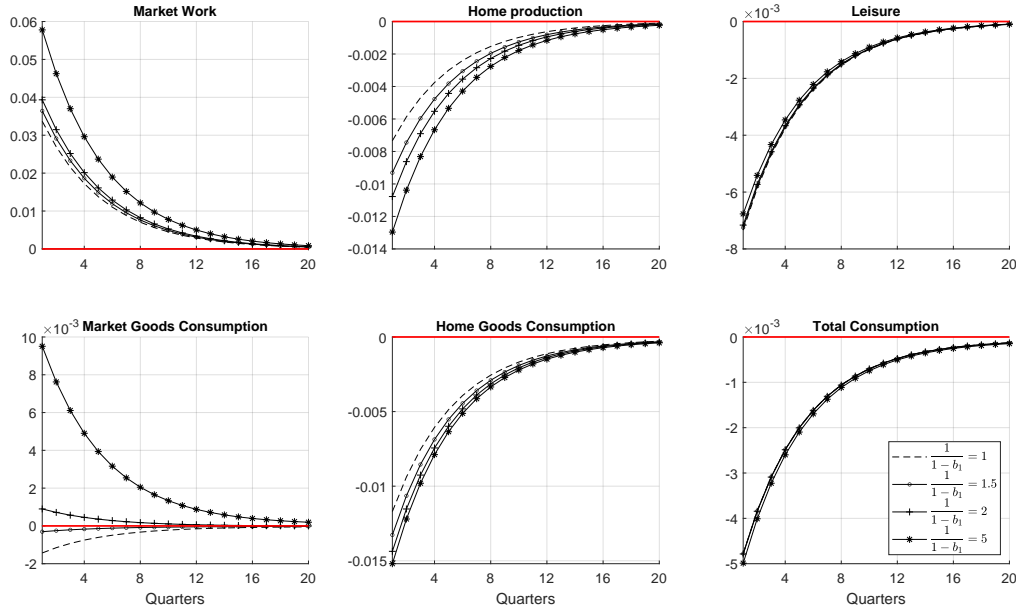 Market Work
0.06
0.05
0.04
0.03
0.02
0.01
0
4 8 12 16 20
Home production
0
-0.002
-0.004
-0.006
-0.008
-0.01
-0.012
-0.014
4 8 12 16 20
Leisure
×10⁻³
0
-2
-4
-6
-8
4 8 12 16 20
Market Goods Consumption
×10⁻³
10
8
6
4
2
0
-2
4 8 12 16 20
Quarters
Home Goods Consumption
0
-0.005
-0.01
-0.015
4 8 12 16 20
Quarters
Total Consumption
×10⁻³
0
-1
-2
-3
-4
-5
4 8 12 16 20
Quarters
1/(1 − b₁) = 1
1/(1 − b₁) = 1.5
1/(1 − b₁) = 2
1/(1 − b₁) = 5